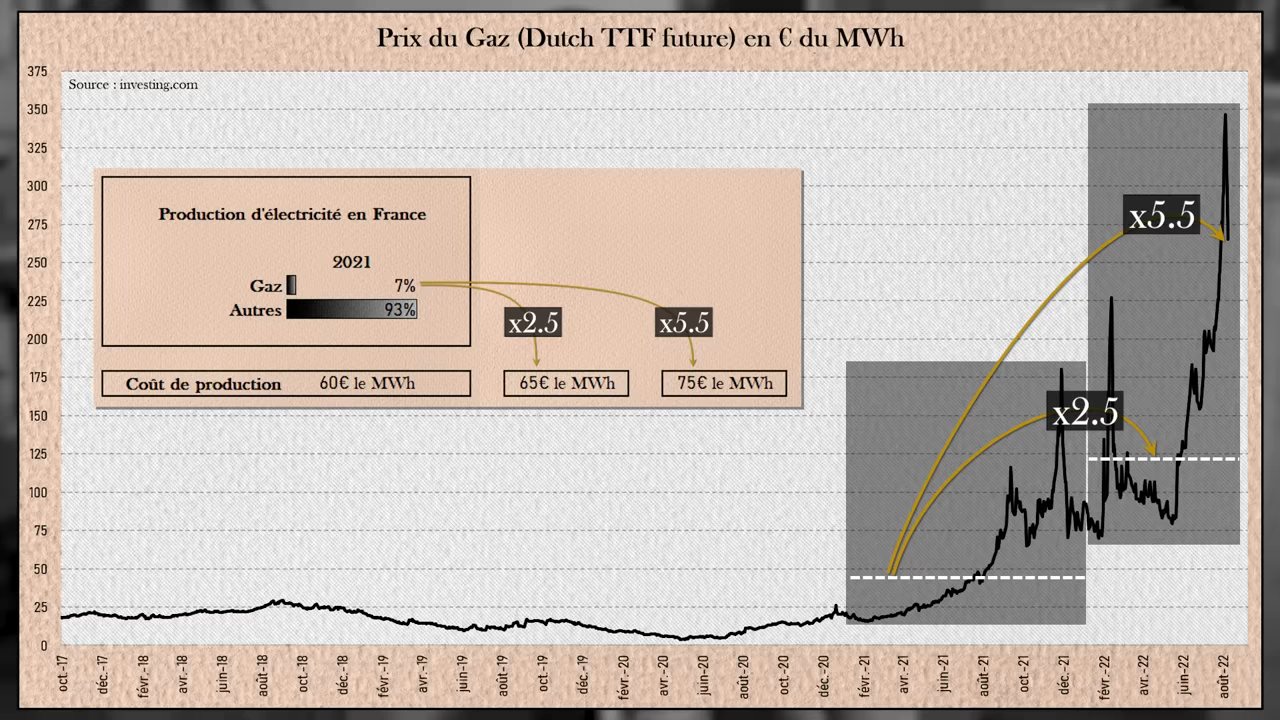 Prix du Gaz (Dutch TTF future) en € du MWh
375
Source : investing.com
350
325
300
275
250
225
200
175
150
125
100
75
50
25
0
Production d'électricité en France
2021
Gaz 7%
Autres 93%
x2.5 x5.5
Coût de production 60€ le MWh 65€ le MWh 75€ le MWh
x5.5
x2.5
oct.-17 déc.-17 févr.-18 avr.-18 juin-18 août-18 oct.-18 déc.-18 févr.-19 avr.-19 juin-19 août-19 oct.-19 déc.-19 févr.-20 avr.-20 juin-20 août-20 oct.-20 déc.-20 févr.-21 avr.-21 juin-21 août-21 oct.-21 déc.-21 févr.-22 avr.-22 juin-22 août-22